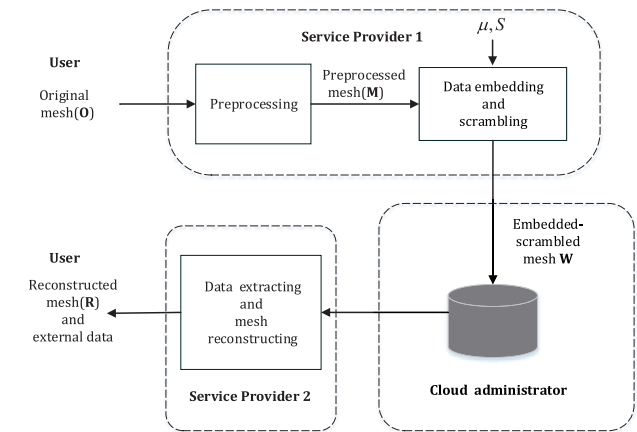 Service Provider 1
μ, S
User
Original
mesh(O)
Preprocessing
Preprocessed
mesh(M)
Data embedding
and
scrambling
Embedded-
scrambled
mesh W
User
Reconstructed
mesh(R)
and
external data
Data extracting
and
mesh
reconstructing
Service Provider 2
Cloud administrator